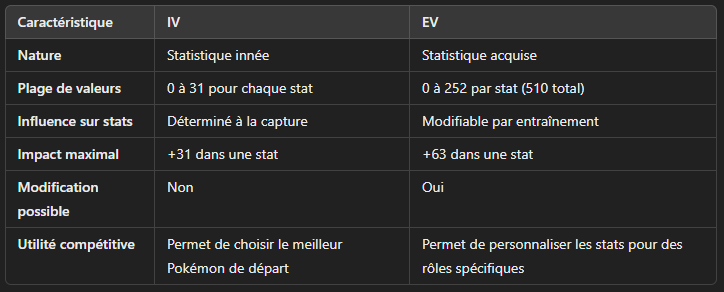 Caractéristique IV EV
Nature Statistique innée Statistique acquise
Plage de valeurs 0 à 31 pour chaque stat 0 à 252 par stat (510 total)
Influence sur stats Déterminé à la capture Modifiable par entraînement
Impact maximal +31 dans une stat +63 dans une stat
Modification Non Oui
possible
Utilité compétitive Permet de choisir le meilleur Permet de personnaliser les stats pour des
Pokémon de départ rôles spécifiques